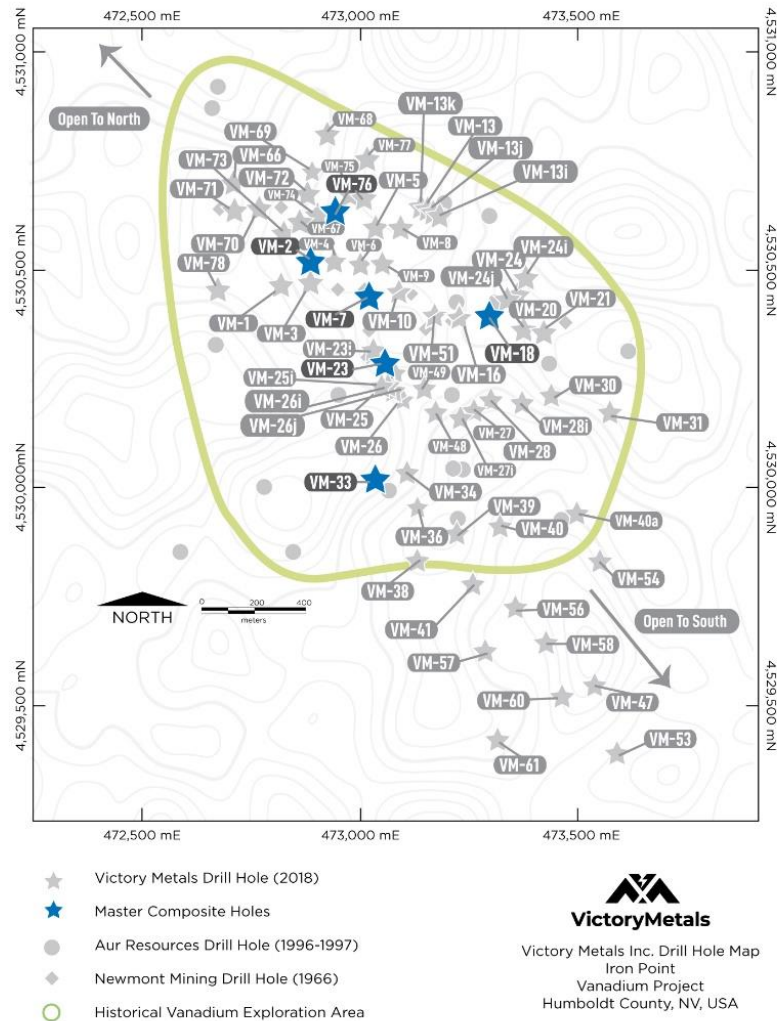 472,500 mE
473,000 mE
473,500 mE
4,531,000 mN
4,531,000 mN
Open To North
VM-68
VM-13k
VM-69
VM-13
VM-77
VM-66
VM-13j
VM-73
VM-75
VM-72
VM-76
VM-5
VM-13i
VM-71
VM-74
VM-67
VM-70
VM-2
VM-4
VM-6
VM-8
VM-24
VM-24i
VM-78
VM-9
VM-24j
4,530,500 mN
4,530,500 mN
VM-20
VM-21
VM-1
VM-7
VM-10
VM-3
VM-23i
VM-51
VM-18
VM-23
VM-49
VM-16
VM-25i
VM-30
VM-26i
VM-25
VM-26j
VM-27
VM-28i
VM-31
VM-26
VM-48
VM-28
VM-27i
VM-33
VM-34
4,530,000 mN
4,530,000 mN
VM-39
VM-36
VM-40
VM-40a
VM-38
VM-54
NORTH
0 200 400
meters
VM-56
Open To South
VM-41
VM-58
VM-57
VM-60
VM-47
4,529,500 mN
4,529,500 mN
VM-61
VM-53
472,500 mE
473,000 mE
473,500 mE
Victory Metals Drill Hole (2018)
Master Composite Holes
Aur Resources Drill Hole (1996-1997)
Newmont Mining Drill Hole (1966)
Historical Vanadium Exploration Area
VictoryMetals
Victory Metals Inc. Drill Hole Map
Iron Point
Vanadium Project
Humboldt County, NV, USA